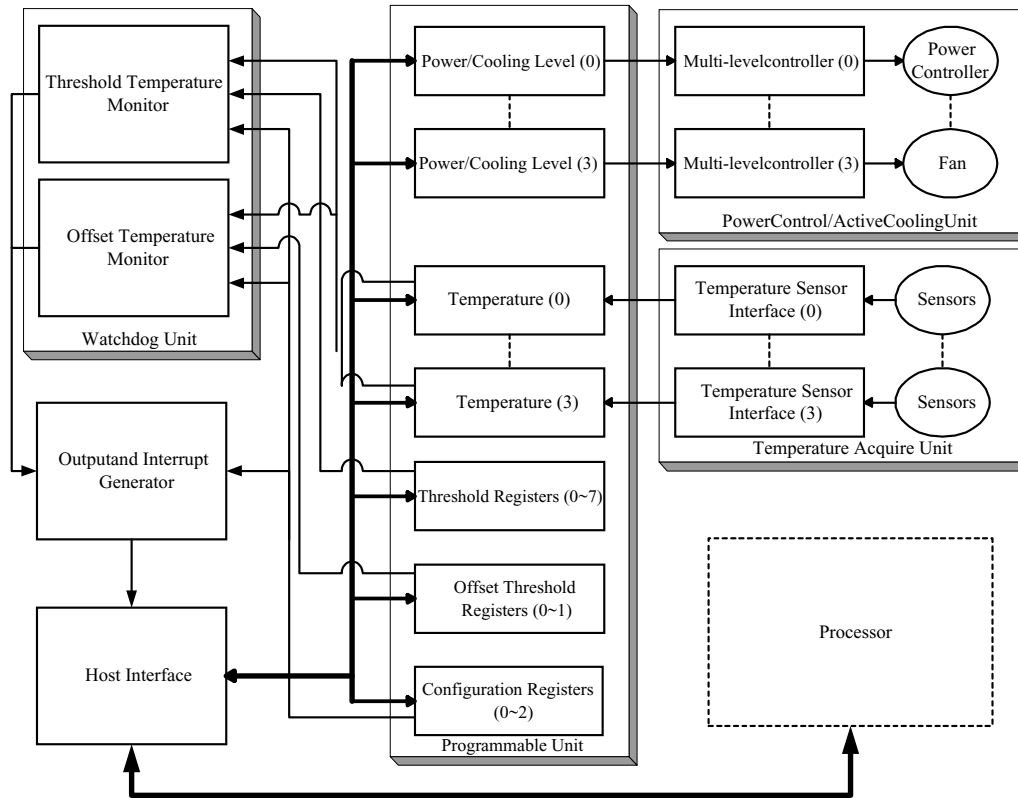 Threshold Temperature
Monitor
Offset Temperature
Monitor
Watchdog Unit
Outputand Interrupt
Generator
Host Interface
Power/Cooling Level (0)
Power/Cooling Level (3)
Temperature (0)
Temperature (3)
Threshold Registers (0~7)
Offset Threshold
Registers (0~1)
Configuration Registers
(0~2)
Programmable Unit
Multi-levelcontroller (0)
Power
Controller
Multi-levelcontroller (3)
Fan
PowerControl/ActiveCoolingUnit
Temperature Sensor
Interface (0)
Sensors
Temperature Sensor
Interface (3)
Sensors
Temperature Acquire Unit
Processor